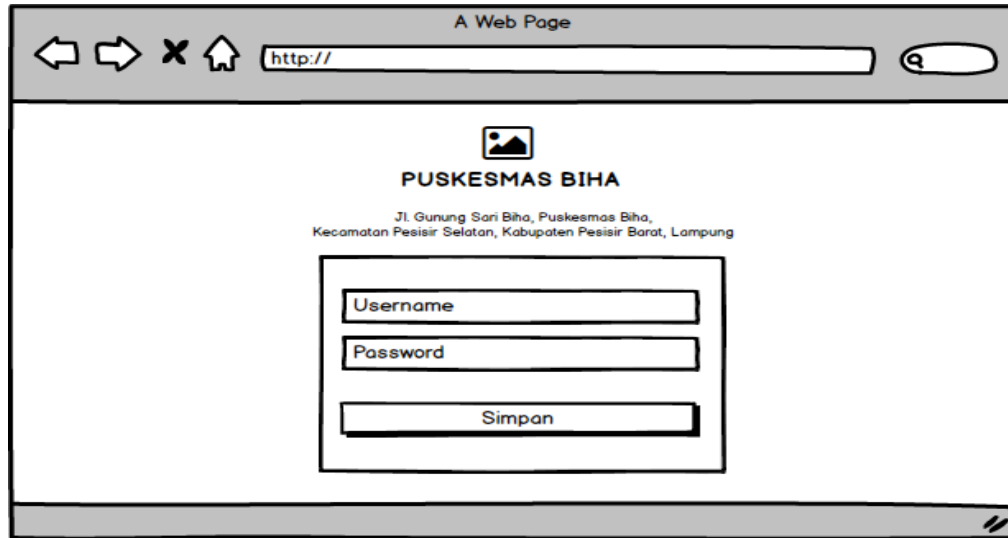 A Web Page
http://
PUSKESMAS BIHA
Jl. Gunung Sari Biha, Puskesmas Biha,
Kecamatan Pesisir Selatan, Kabupaten Pesisir Barat, Lampung
Username
Password
Simpan